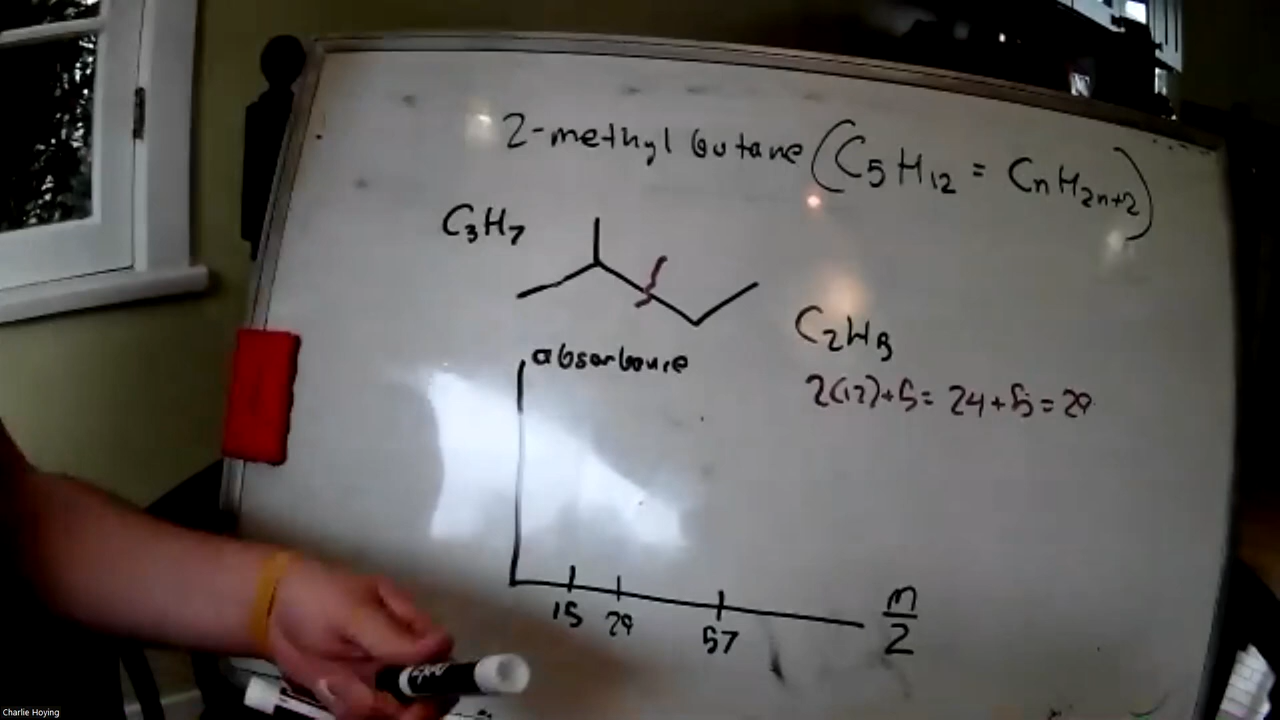 2-methyl butane (C5H12 = CnH2n+2)
C3H7
C2H5
absorbance
2(12)+5= 24+5=29
15 29 57
m/z
Charlie Hoying